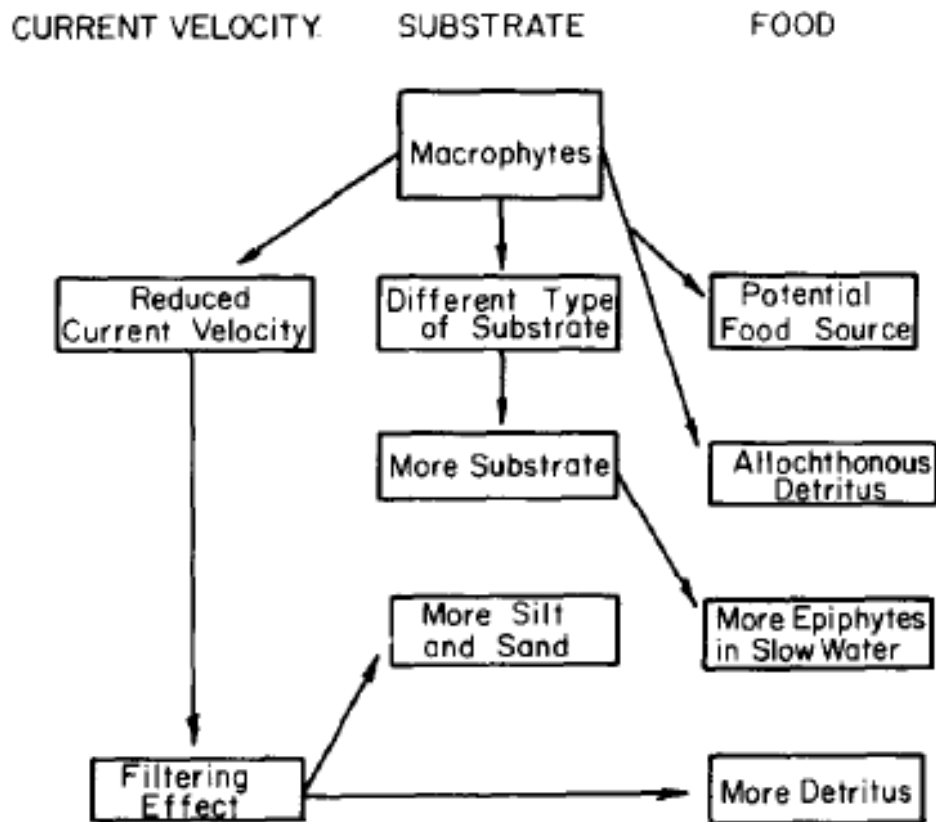 CURRENT VELOCITY.
SUBSTRATE
FOOD
Macrophytes
Reduced
Current Velocity
Different Type
of Substrate
Potential
Food Source
More Substrate
Allochthonous
Detritus
More Silt
and Sand
More Epiphytes
in Slow Water
Filtering
Effect
More Detritus